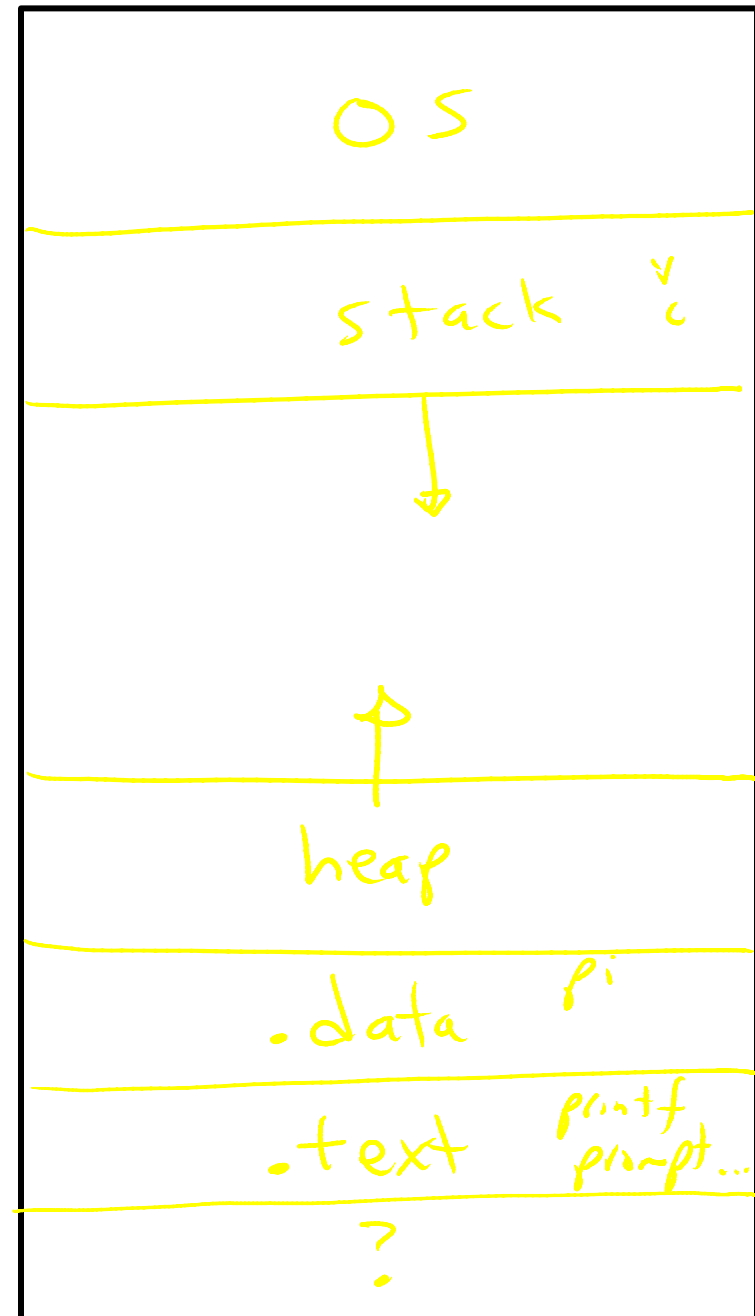 OS
stack
heap
.data pi
.text printf
prompt...
?